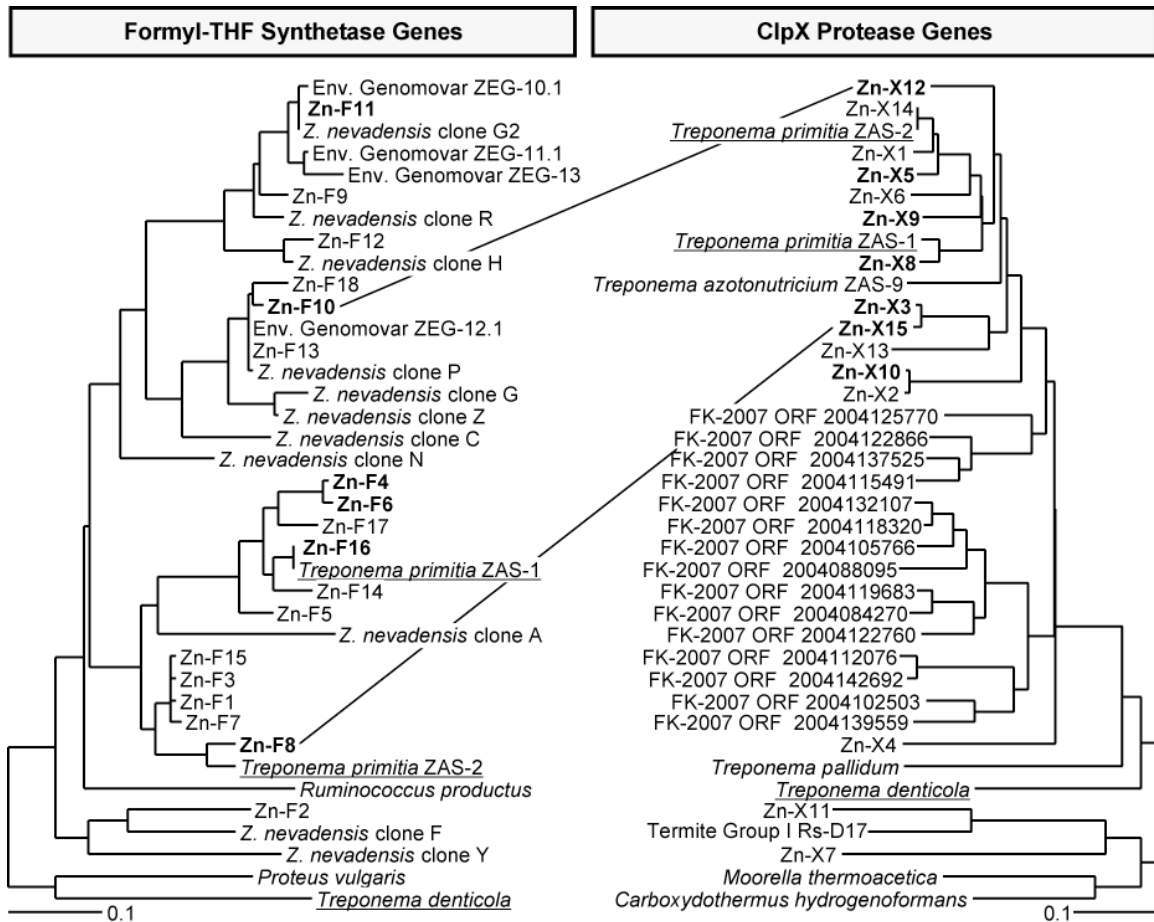 Formyl-THF Synthetase Genes
Env. Genomovar ZEG-10.1
Zn-F11
Z. nevadensis clone G2
Env. Genomovar ZEG-11.1
Env. Genomovar ZEG-13
Zn-F9
Z. nevadensis clone R
Zn-F12
Z. nevadensis clone H
Zn-F18
Zn-F10
Env. Genomovar ZEG-12.1
Zn-F13
Z. nevadensis clone P
Z. nevadensis clone G
Z. nevadensis clone Z
Z. nevadensis clone C
Z. nevadensis clone N
Zn-F4
Zn-F6
Zn-F17
Zn-F16
Treponema primitia ZAS-1
Zn-F14
Zn-F5
Z. nevadensis clone A
Zn-F15
Zn-F3
Zn-F1
Zn-F7
Zn-F8
Treponema primitia ZAS-2
Ruminococcus productus
Zn-F2
Z. nevadensis clone F
Z. nevadensis clone Y
Proteus vulgaris
Treponema denticola
0.1
ClpX Protease Genes
Zn-X12
Zn-X14
Treponema primitia ZAS-2
Zn-X1
Zn-X5
Zn-X6
Zn-X9
Treponema primitia ZAS-1
Zn-X8
Treponema azotonutricium ZAS-9
Zn-X3
Zn-X15
Zn-X13
Zn-X10
Zn-X2
FK-2007 ORF 2004125770
FK-2007 ORF 2004122866
FK-2007 ORF 2004137525
FK-2007 ORF 2004115491
FK-2007 ORF 2004132107
FK-2007 ORF 2004118320
FK-2007 ORF 2004105766
FK-2007 ORF 2004088095
FK-2007 ORF 2004119683
FK-2007 ORF 2004084270
FK-2007 ORF 2004122760
FK-2007 ORF 2004112076
FK-2007 ORF 2004142692
FK-2007 ORF 2004102503
FK-2007 ORF 2004139559
Zn-X4
Treponema pallidum
Treponema denticola
Zn-X11
Termite Group I Rs-D17
Zn-X7
Moorella thermoacetica
Carboxydothermus hydrogenoformans
0.1